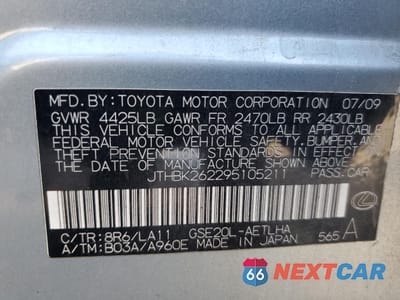 MFD.BY:TOYOTA MOTOR CORPORATION 07/09
GVWR 4425LB GAWR FR 2470LB RR 2430LB
THIS VEHICLE CONFORMS TO ALL APPLICABLE
FEDERAL MOTOR VEHICLE SAFETY, BUMPER, AND
THEFT PREVENTION STANDARDS IN EFFECT ON
THE DATE OF MANUFACTURE SHOWN ABOVE.
JTHBK262295105211 PASS.CAR
C/TR:8R6/LA11 GSE20L-AETLHA
A/TM:B03A/A960E MADE IN JAPAN 565 A
66 NEXTCAR